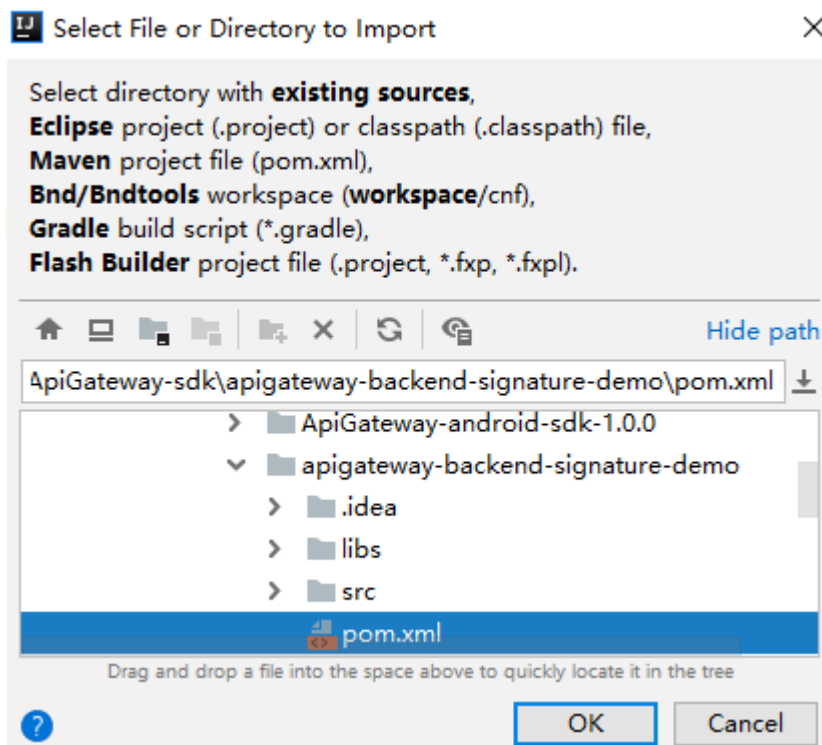 IJ Select File or Directory to Import
Select directory with existing sources,
Eclipse project (.project) or classpath (.classpath) file,
Maven project file (pom.xml),
Bnd/Bndtools workspace (workspace/cnf),
Gradle build script (*.gradle),
Flash Builder project file (.project, *.fxp, *.fxpl).
Hide path
ApiGateway-sdk\apigateway-backend-signature-demo\pom.xml
ApiGateway-android-sdk-1.0.0
apigateway-backend-signature-demo
.idea
libs
src
pom.xml
Drag and drop a file into the space above to quickly locate it in the tree
? OK Cancel